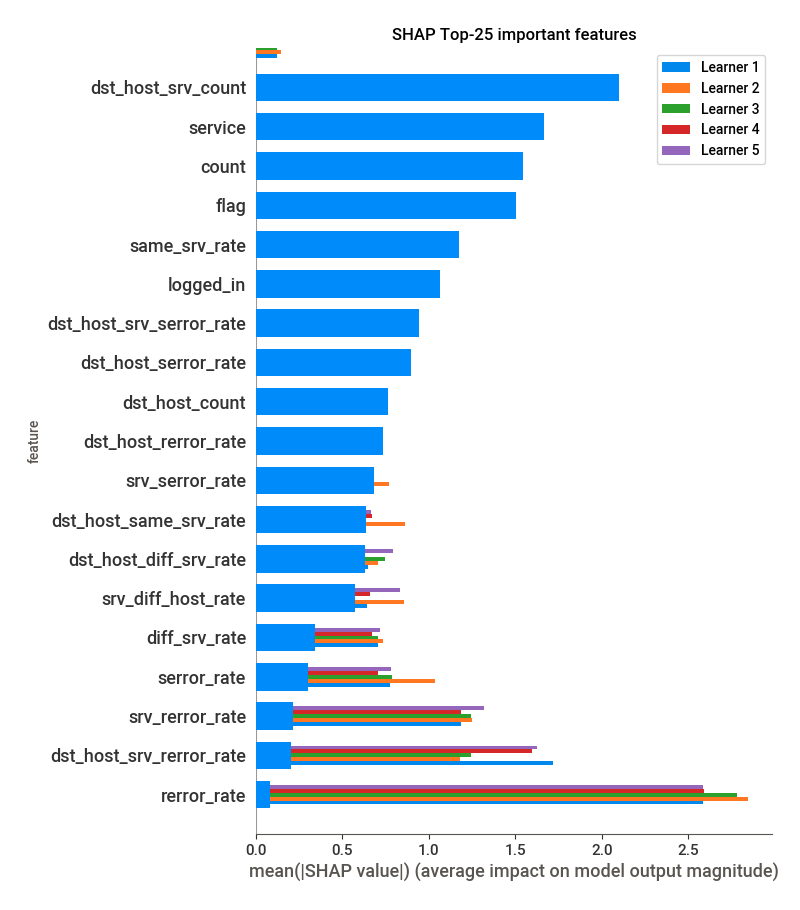 SHAP Top-25 important features
Learner 1
Learner 2
Learner 3
Learner 4
Learner 5
dst_host_srv_count
service
count
flag
same_srv_rate
logged_in
dst_host_srv_serror_rate
dst_host_serror_rate
dst_host_count
dst_host_rerror_rate
srv_serror_rate
dst_host_same_srv_rate
dst_host_diff_srv_rate
srv_diff_host_rate
diff_srv_rate
serror_rate
srv_rerror_rate
dst_host_srv_rerror_rate
rerror_rate
feature
0.0 0.5 1.0 1.5 2.0 2.5
mean(|SHAP value|) (average impact on model output magnitude)